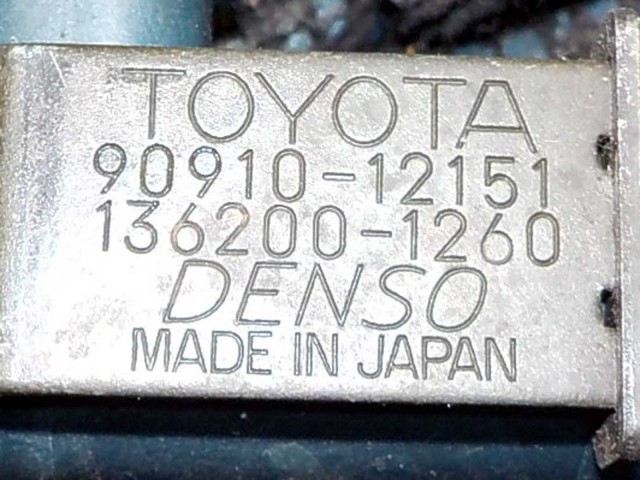 TOYOTA
90910-12151
136200-1260
DENSO
MADE IN JAPAN